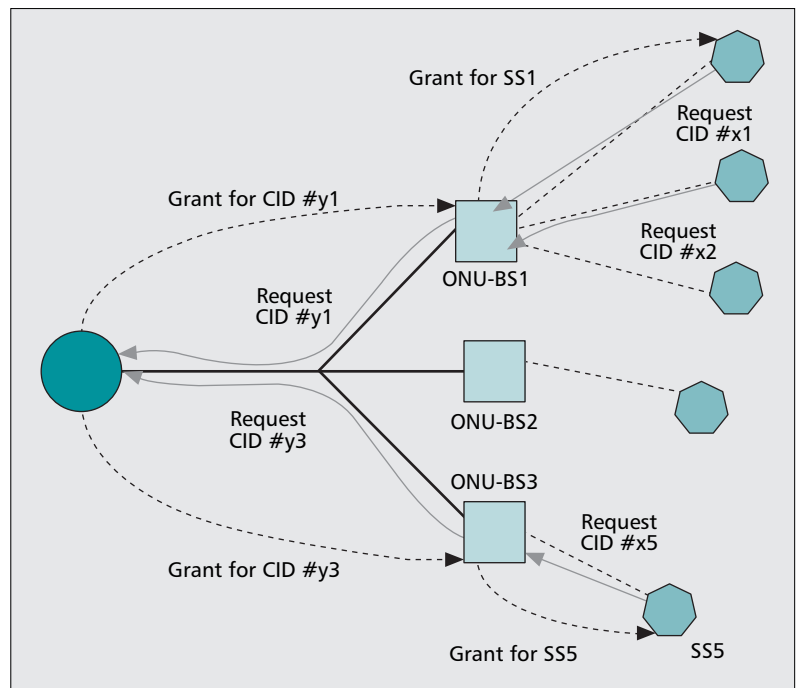 Grant for SS1
Request
CID #x1
Grant for CID #y1
Request
CID #x2
ONU-BS1
Request
CID #y1
ONU-BS2
Request
CID #y3
ONU-BS3
Request
CID #x5
Grant for CID #y3
Grant for SS5
SS5